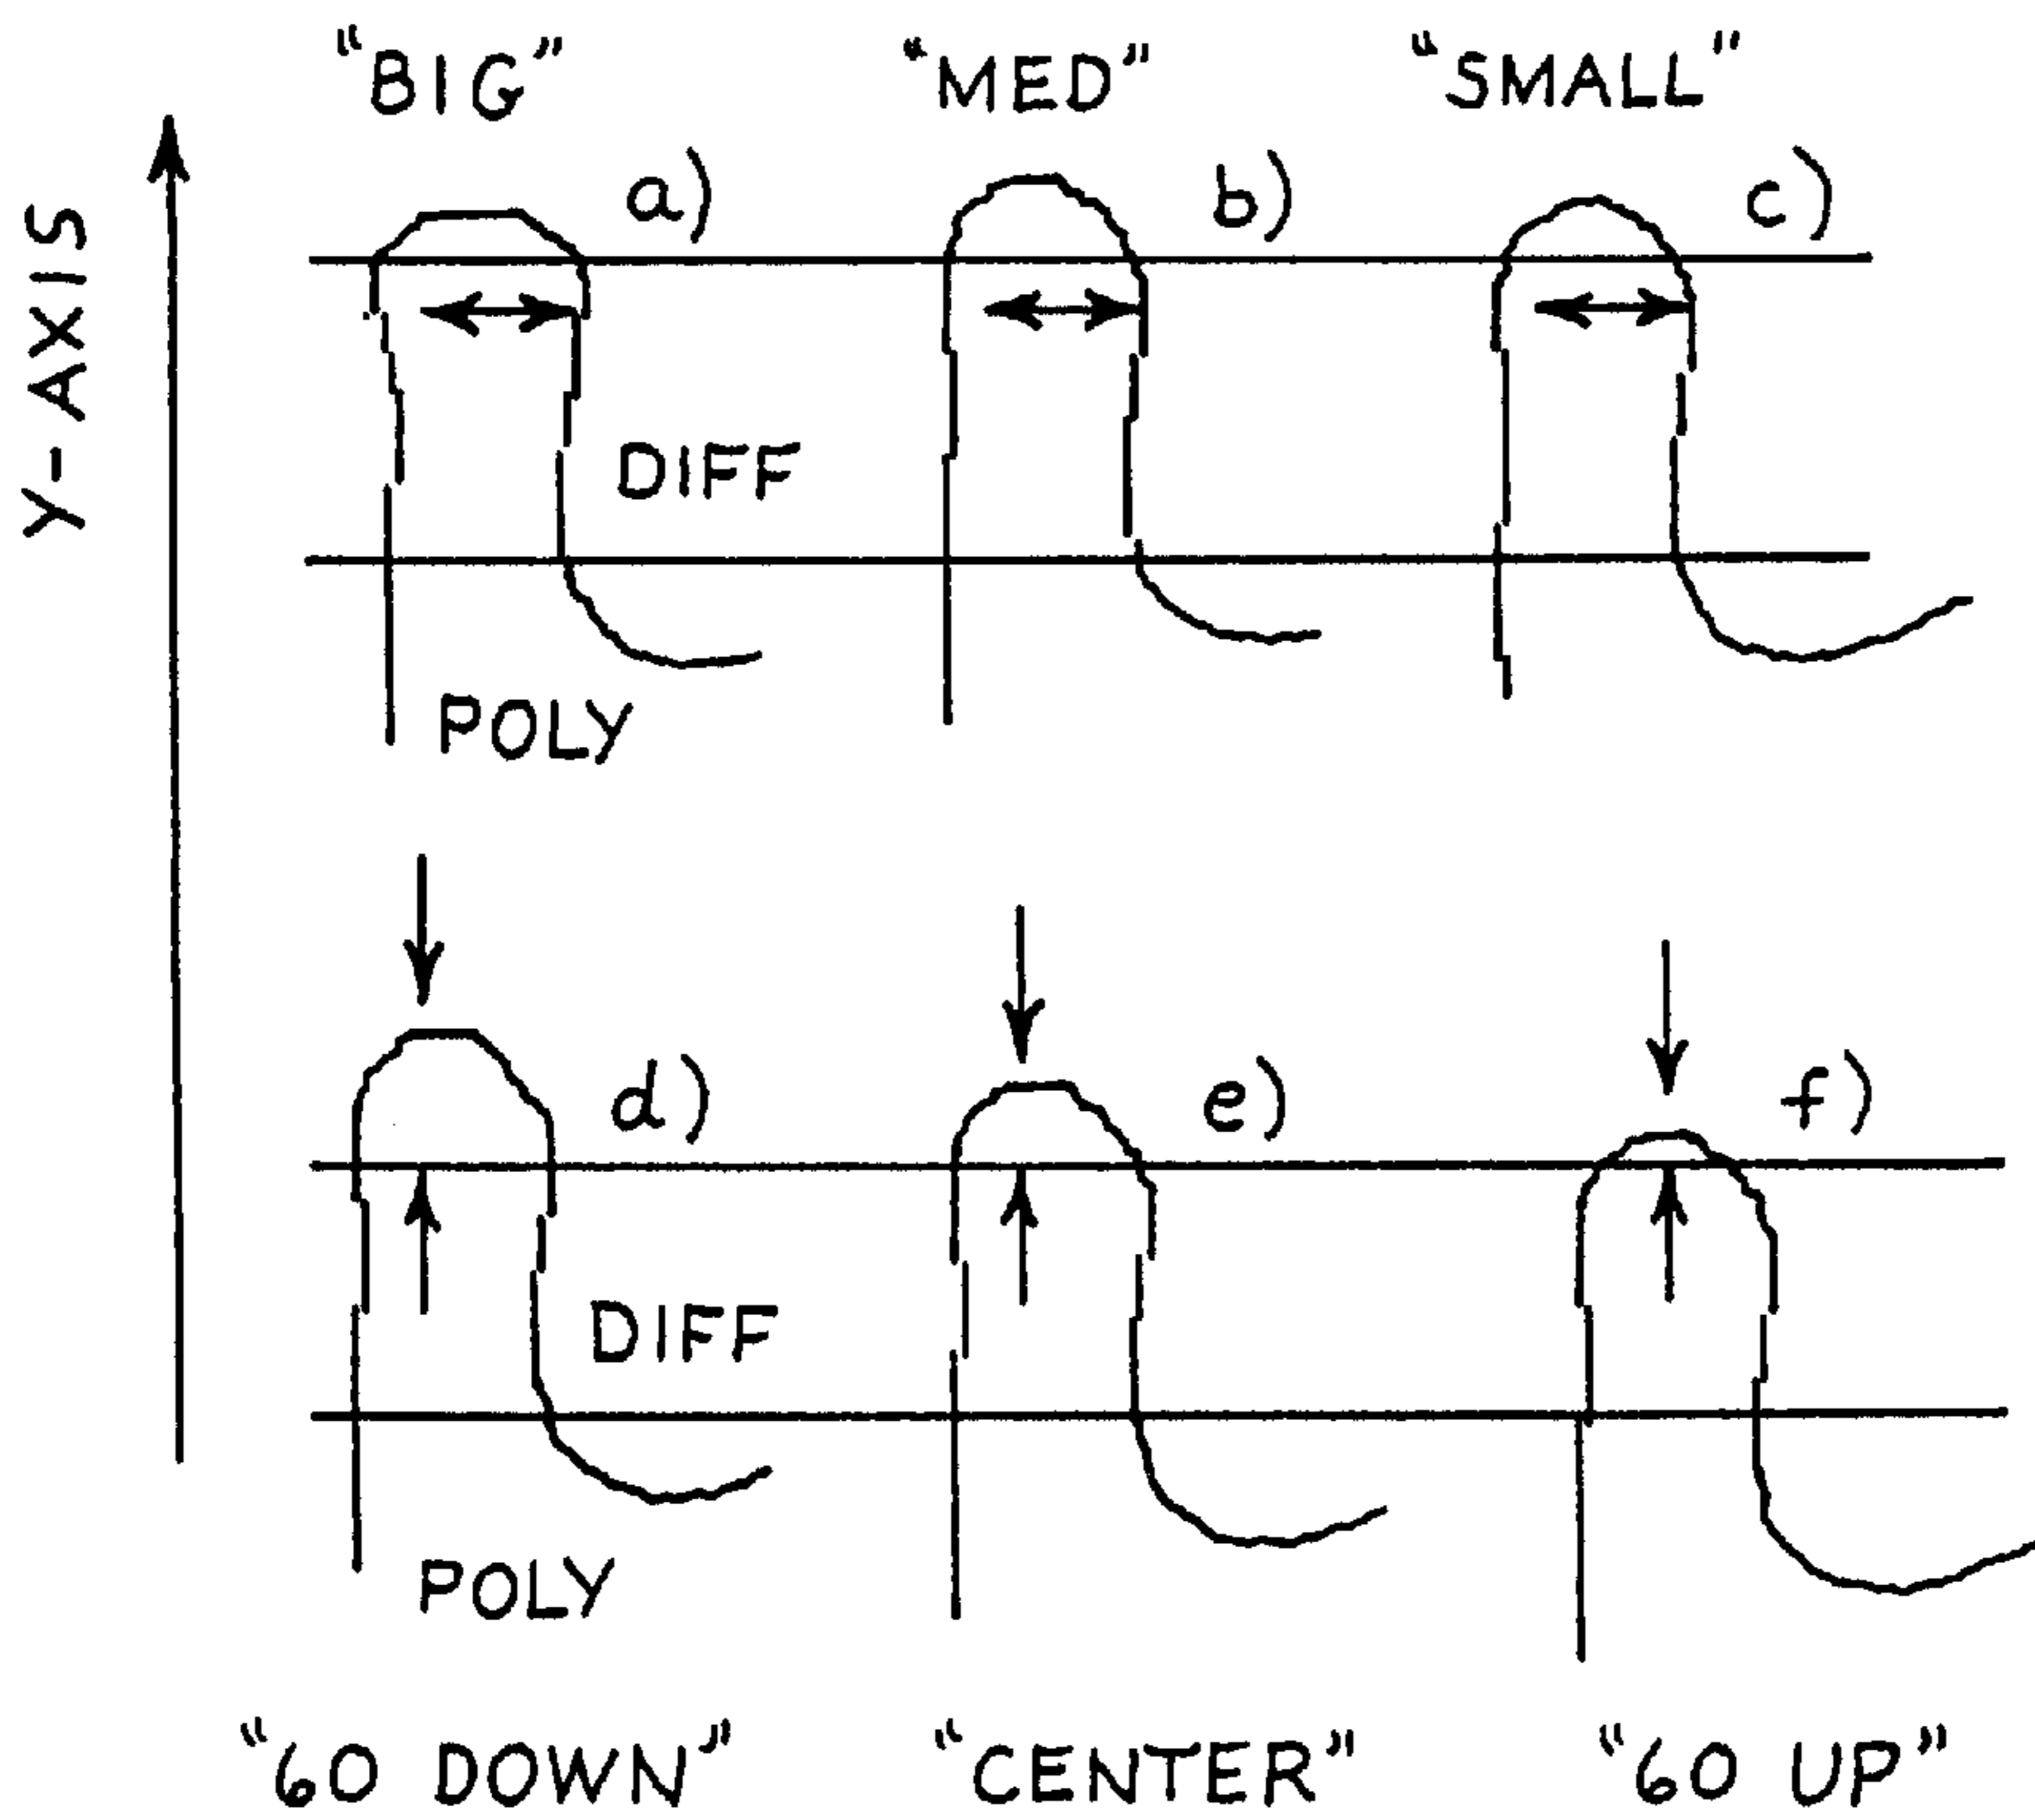 "BIG" "MED" "SMALL"
a) b) c)
Y-AXIS
DIFF
POLY
d) e) f)
DIFF
POLY
"60 DOWN" "CENTER" "60 UP"